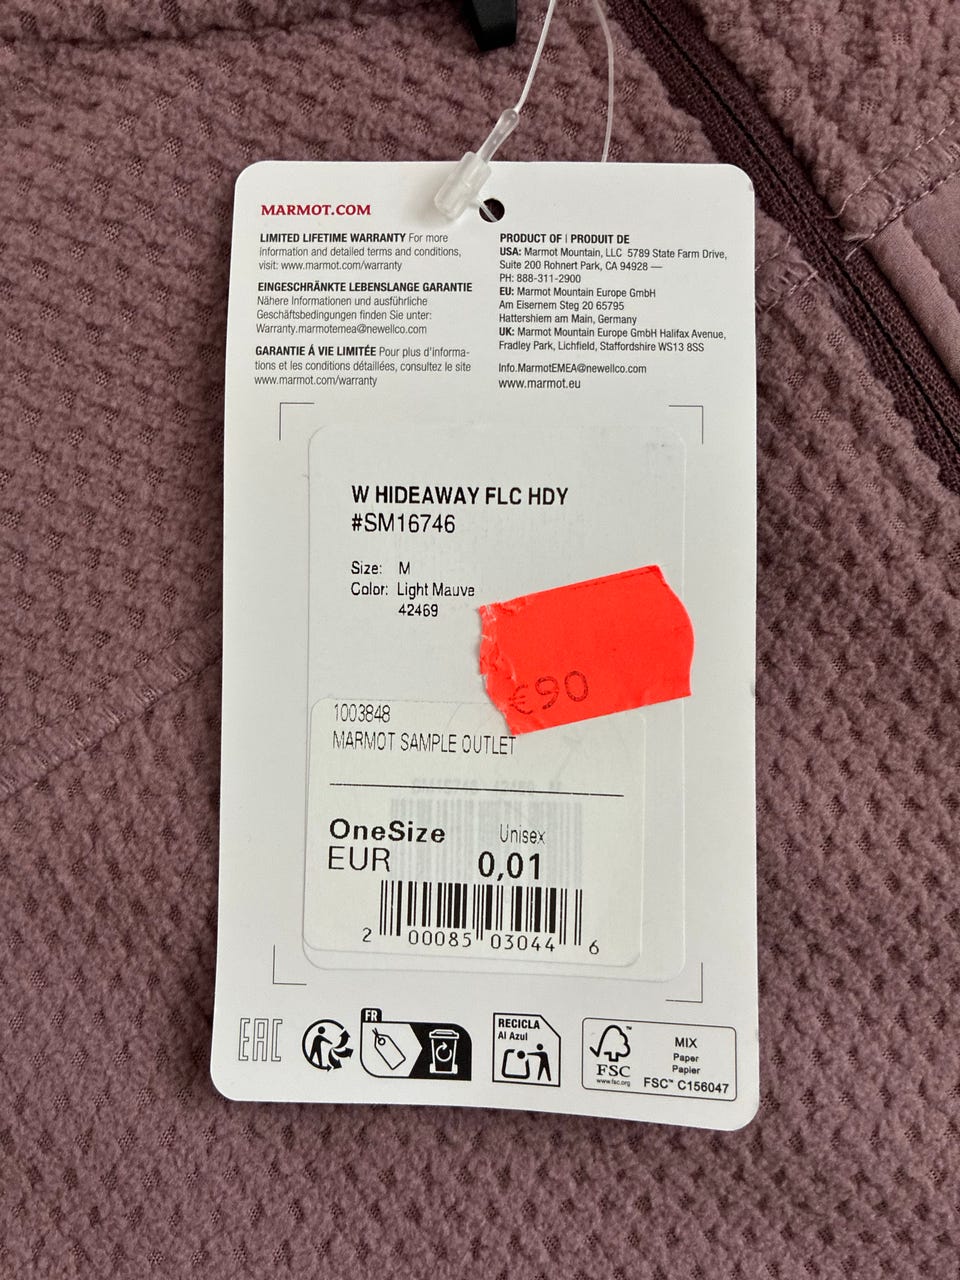 MARMOT.COM
LIMITED LIFETIME WARRANTY For more
information and detailed terms and conditions,
visit: www.marmot.com/warranty
EINGESCHRÄNKTE LEBENSLANGE GARANTIE
Nähere Informationen und ausführliche
Geschäftsbedingungen finden Sie unter:
Warranty.marmotemea@newellco.com
GARANTIE Á VIE LIMITÉE Pour plus d'informa-
tions et les conditions détaillées, consultez le site
www.marmot.com/warranty
PRODUCT OF | PRODUIT DE
USA: Marmot Mountain, LLC 5789 State Farm Drive,
Suite 200 Rohnert Park, CA 94928 —
PH: 888-311-2900
EU: Marmot Mountain Europe GmbH
Am Eisernem Steg 20 65795
Hattershiem am Main, Germany
UK: Marmot Mountain Europe GmbH Halifax Avenue,
Fradley Park, Lichfield, Staffordshire WS13 8SS
Info.MarmotEMEA@newellco.com
www.marmot.eu
W HIDEAWAY FLC HDY
#SM16746
Size: M
Color: Light Mauve
42469
€90
1003848
MARMOT SAMPLE OUTLET
OneSize Unisex
EUR 0,01
2 00085 03044 6
EAC
FR
RECICLA
Al Azul
FSC™
www.fsc.org
MIX
Paper
Papier
FSC™ C156047